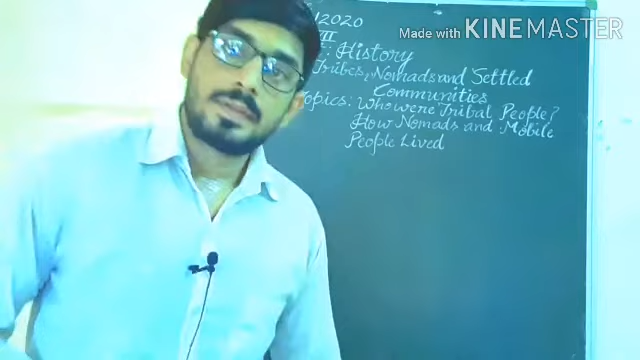 Made with KINEMASTER
2020
II
: History
Tribes, Nomads and Settled
Communities
Topics: Who were Tribal People?
How Nomads and Mobile
People Lived